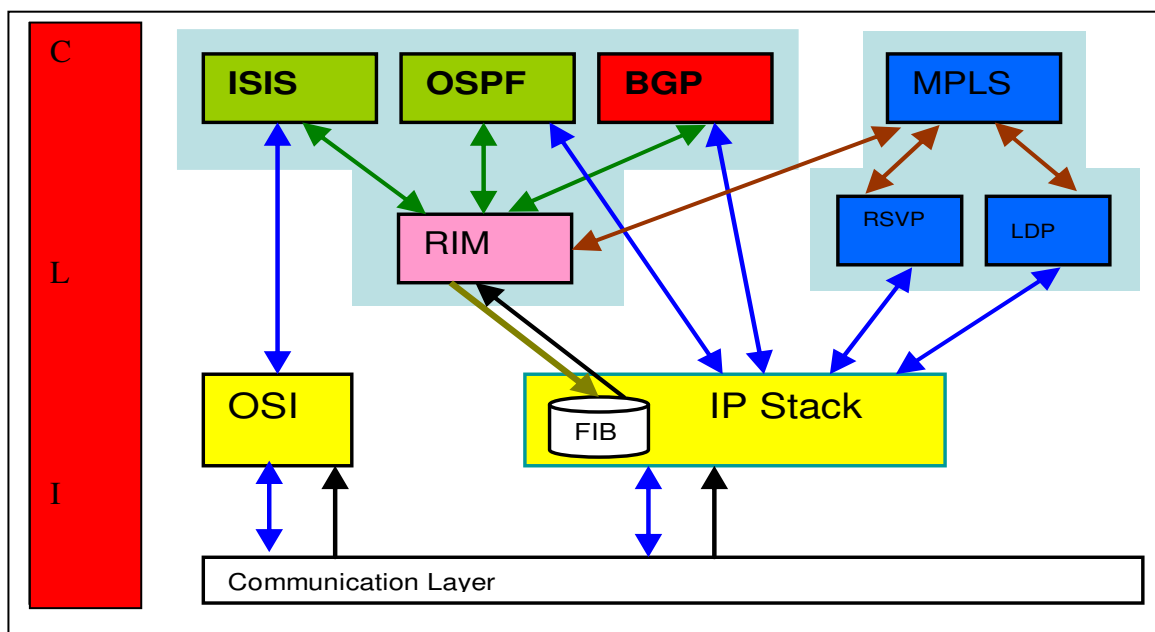 C
L
I
ISIS
OSPF
BGP
MPLS
RIM
RSVP
LDP
OSI
IP Stack
FIB
Communication Layer